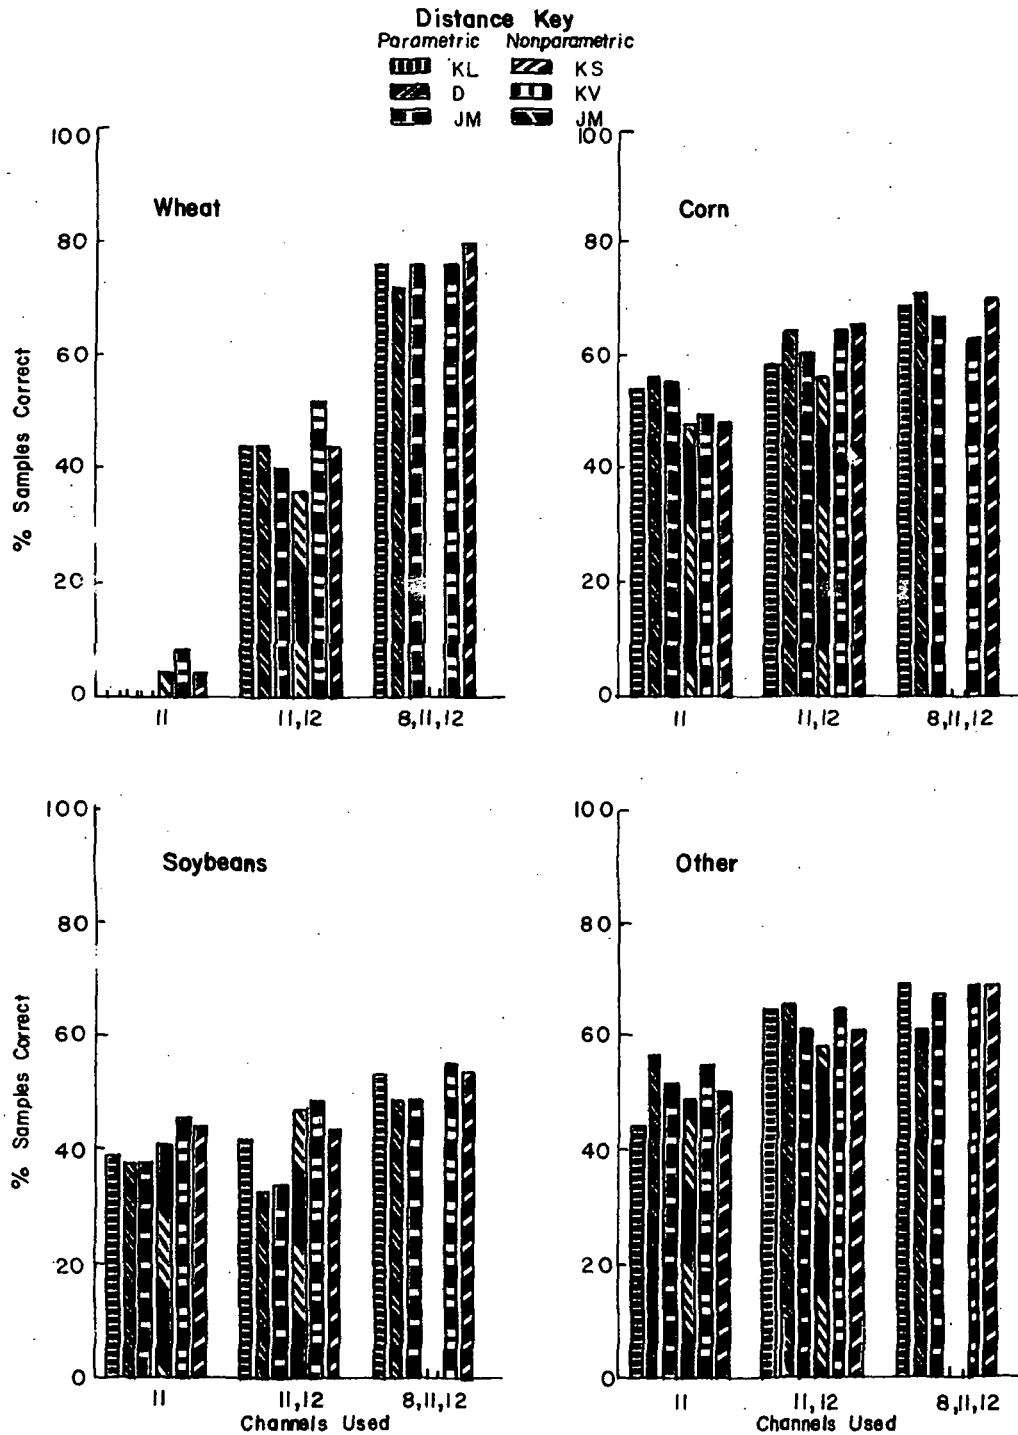 Distance Key
Parametric Nonparametric
KL KS
D KV
JM JM
100
80
60
40
20
0
% Samples Correct
Wheat
11 11,12 8,11,12
100
80
60
40
20
0
Corn
11 11,12 8,11,12
100
80
60
40
20
0
% Samples Correct
Soybeans
11 11,12 8,11,12
Channels Used
100
80
60
40
20
0
Other
11 11,12 8,11,12
Channels Used